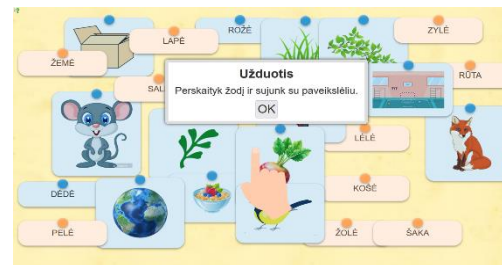 ROŽĖ
ZYLĖ
LAPĖ
ŽEMĖ
Užduotis
Perskaityk žodį ir sujunk su paveikslėliu.
OK
RŪTA
LĖLĖ
DĖDĖ
KOŠĖ
PELĖ
ŽOLĖ
ŠAKA